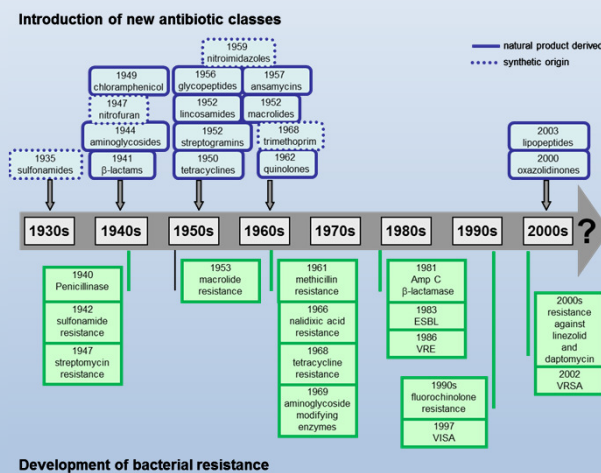 Introduction of new antibiotic classes
natural product derived
synthetic origin
1959
nitroimidazoles
1949
chloramphenicol
1956
glycopeptides
1957
ansamycins
1947
nitrofuran
1952
lincosamides
1952
macrolides
1944
aminoglycosides
1952
streptogramins
1968
trimethoprim
2003
lipopeptides
1935
sulfonamides
1941
β-lactams
1950
tetracyclines
1962
quinolones
2000
oxazolidinones
1930s
1940s
1950s
1960s
1970s
1980s
1990s
2000s
?
1940
Penicillinase
1942
sulfonamide
resistance
1947
streptomycin
resistance
1953
macrolide
resistance
1961
methicillin
resistance
1966
nalidixic acid
resistance
1968
tetracycline
resistance
1969
aminoglycoside
modifying
enzymes
1981
Amp C
β-lactamase
1983
ESBL
1986
VRE
1990s
fluorochinolone
resistance
1997
VISA
2000s
resistance
against
linezolid
and
daptomycin
2002
VRSA
Development of bacterial resistance